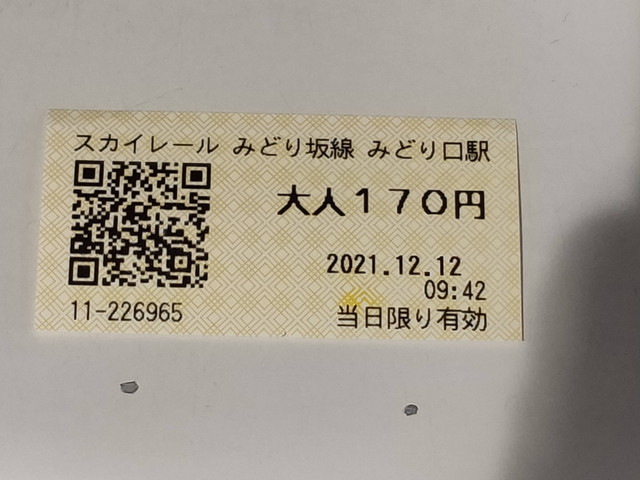 スカイレール みどり坂線 みどり口駅
大人170円
2021.12.12
09:42
11-226965
当日限り有効